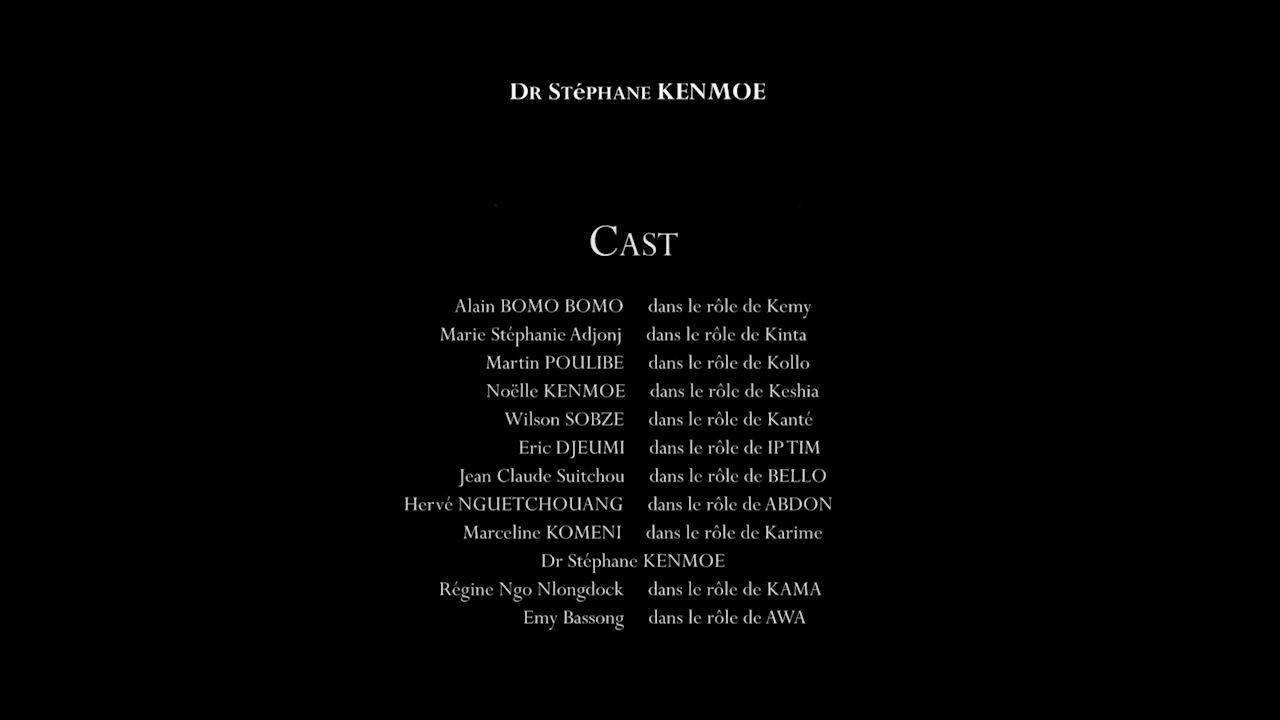 Dr Stéphane KENMOE
Cast
Alain BOMO BOMO dans le rôle de Kemy
Marie Stéphanie Adjonj dans le rôle de Kinta
Martin POULIBE dans le rôle de Kollo
Noëlle KENMOE dans le rôle de Keshia
Wilson SOBZE dans le rôle de Kanté
Eric DJEUMI dans le rôle de IP TIM
Jean Claude Suitchou dans le rôle de BELLO
Hervé NGUETCHOUANG dans le rôle de ABDON
Marceline KOMENI dans le rôle de Karime
Dr Stéphane KENMOE
Régine Ngo Nlongdock dans le rôle de KAMA
Emy Bassong dans le rôle de AWA